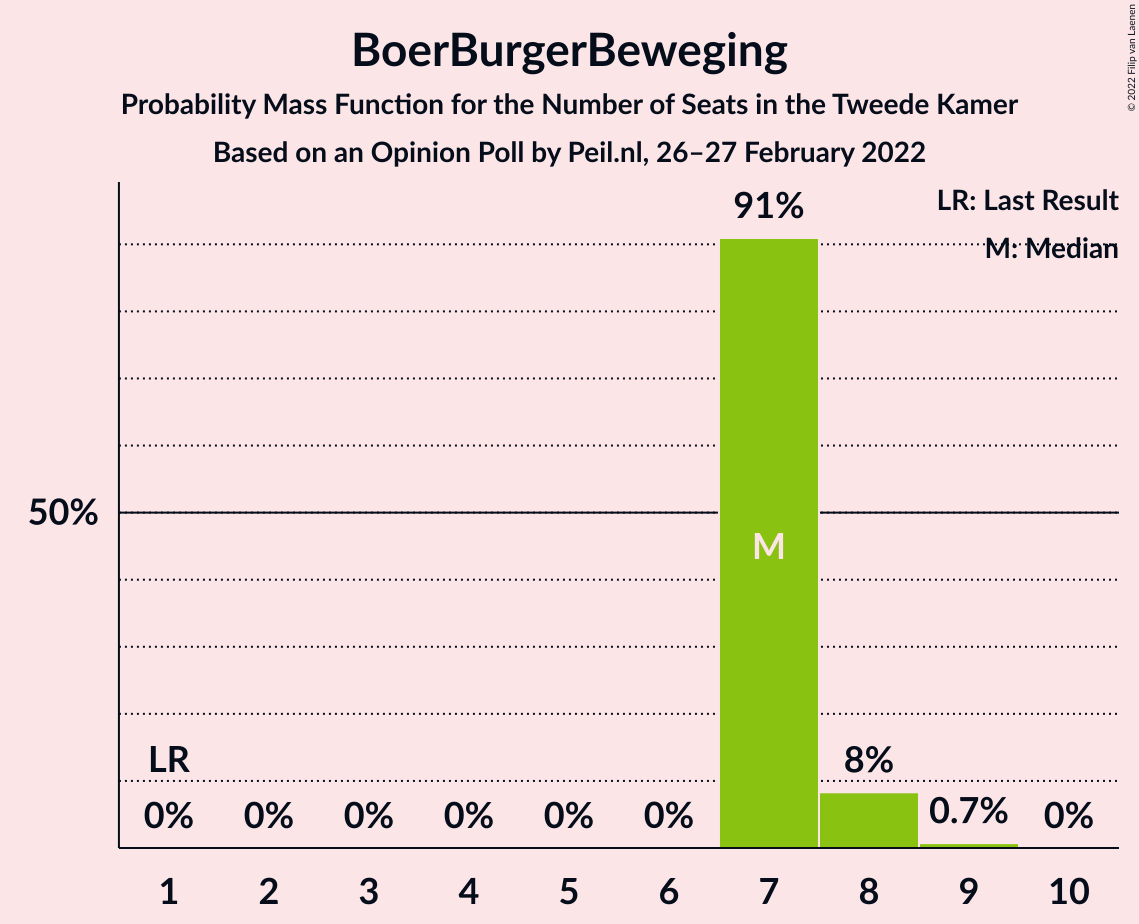 BoerBurgerBeweging
Probability Mass Function for the Number of Seats in the Tweede Kamer
Based on an Opinion Poll by Peil.nl, 26–27 February 2022
© 2022 Filip van Laenen
LR: Last Result
M: Median
91%
50%
M
LR
8%
0% 0% 0% 0% 0% 0% 0.7% 0%
1 2 3 4 5 6 7 8 9 10